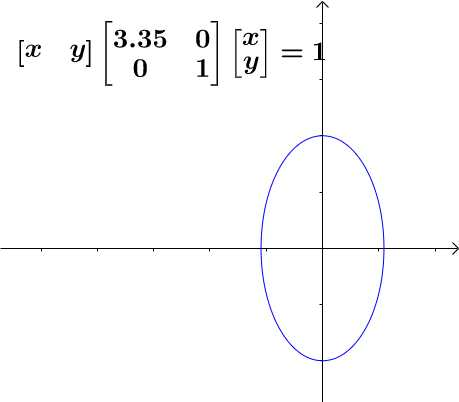 [x y] [3.35 0 0 1] [x y] = 1